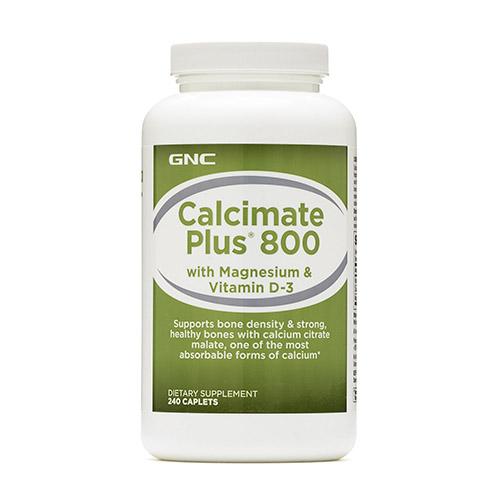 GNC
Calcimate
Plus® 800
with Magnesium &
Vitamin D-3
Supports bone density & strong,
healthy bones with calcium citrate
malate, one of the most
absorbable forms of calcium*
DIETARY SUPPLEMENT
240 CAPLETS